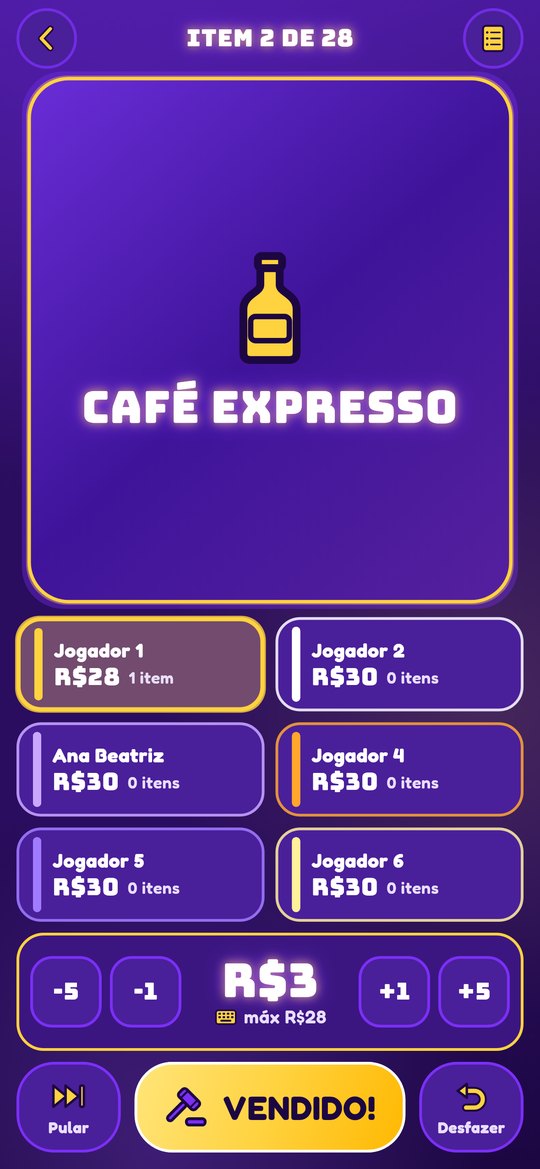 ITEM 2 DE 28
CAFÉ EXPRESSO
Jogador 1
R$28 1 item
Jogador 2
R$30 0 itens
Ana Beatriz
R$30 0 itens
Jogador 4
R$30 0 itens
Jogador 5
R$30 0 itens
Jogador 6
R$30 0 itens
-5
-1
R$3
máx R$28
+1
+5
Pular
VENDIDO!
Desfazer